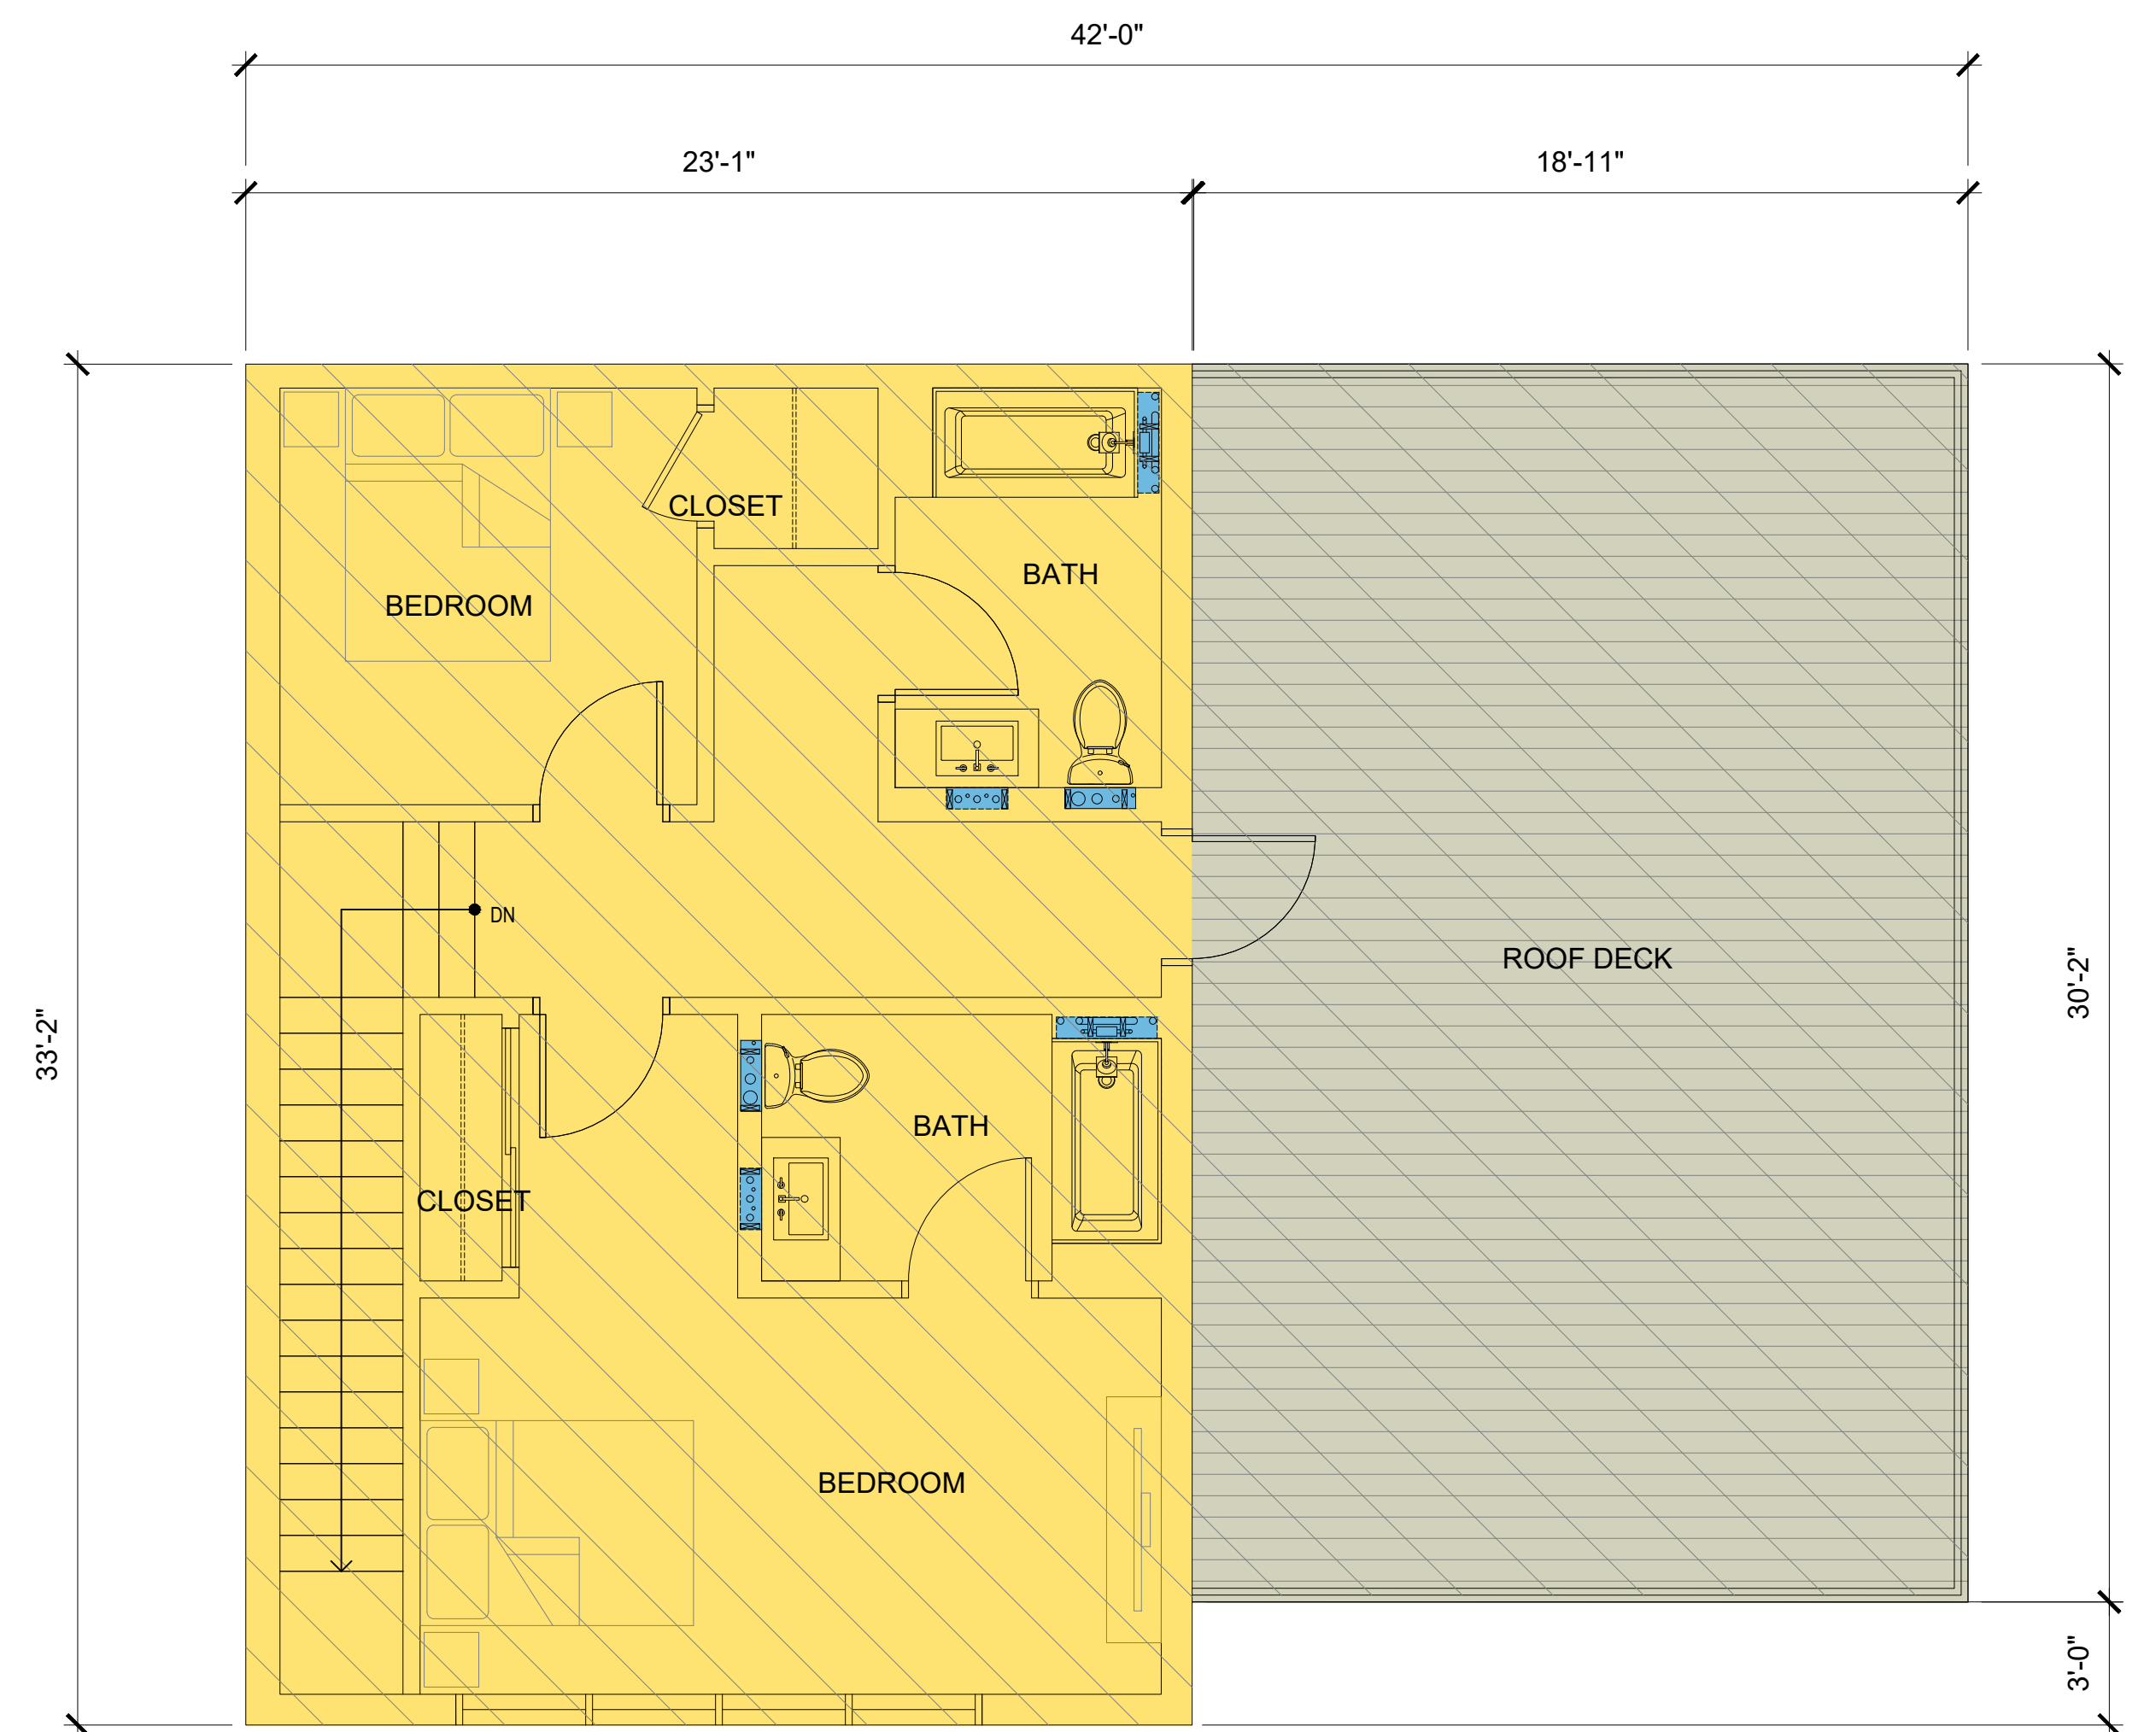 42'-0"
23'-1"
18'-11"
CLOSET
BATH
BEDROOM
DN
ROOF DECK
30'-2"
33'-2"
BATH
CLOSET
BEDROOM
3'-0"